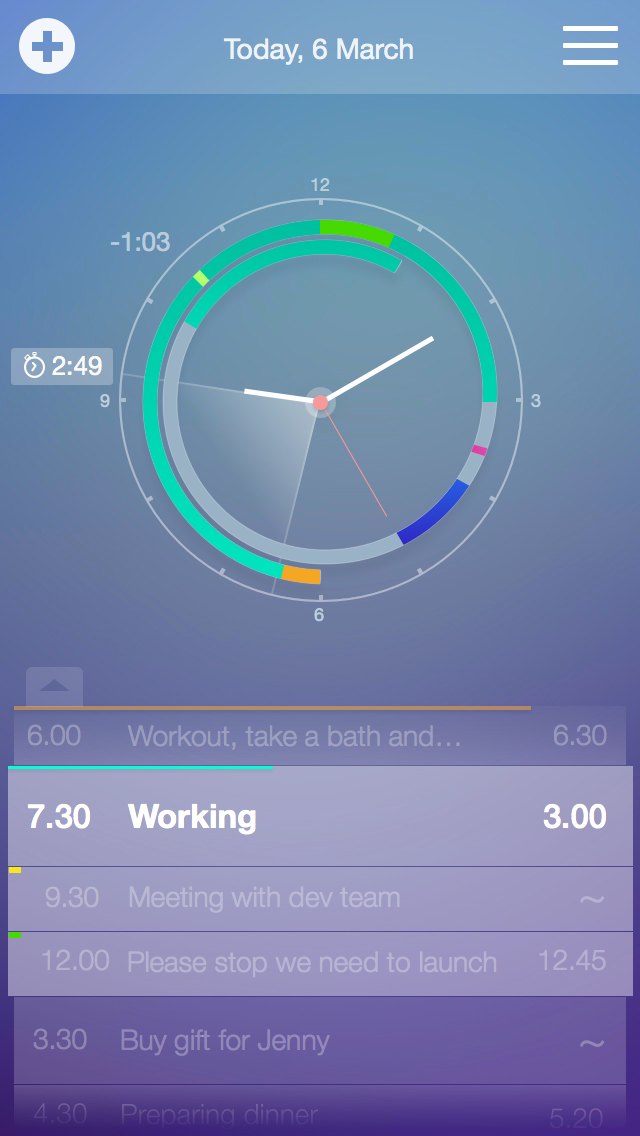 Today, 6 March
12
-1:03
2:49
9
3
6
6.00 Workout, take a bath and... 6.30
7.30 Working 3.00
9.30 Meeting with dev team ~
12.00 Please stop we need to launch 12.45
3.30 Buy gift for Jenny ~
4.30 Preparing dinner 5.20